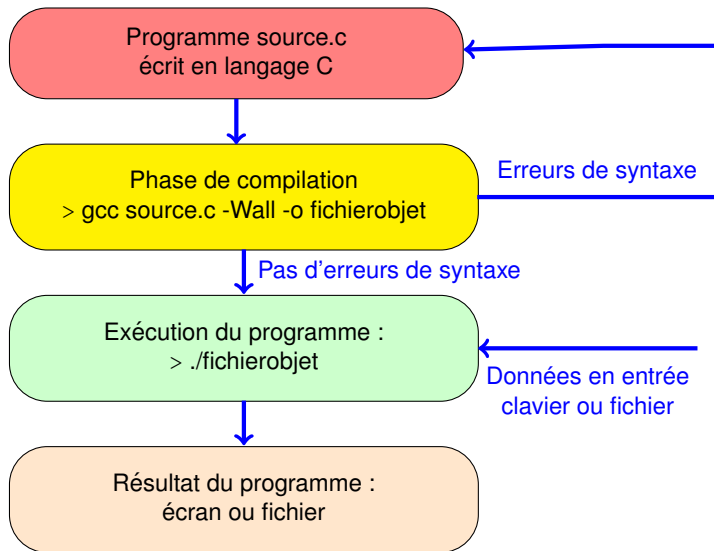 Programme source.c
écrit en langage C
Phase de compilation
> gcc source.c -Wall -o fichierobjet
Erreurs de syntaxe
Pas d'erreurs de syntaxe
Exécution du programme :
> ./fichierobjet
Données en entrée
clavier ou fichier
Résultat du programme :
écran ou fichier